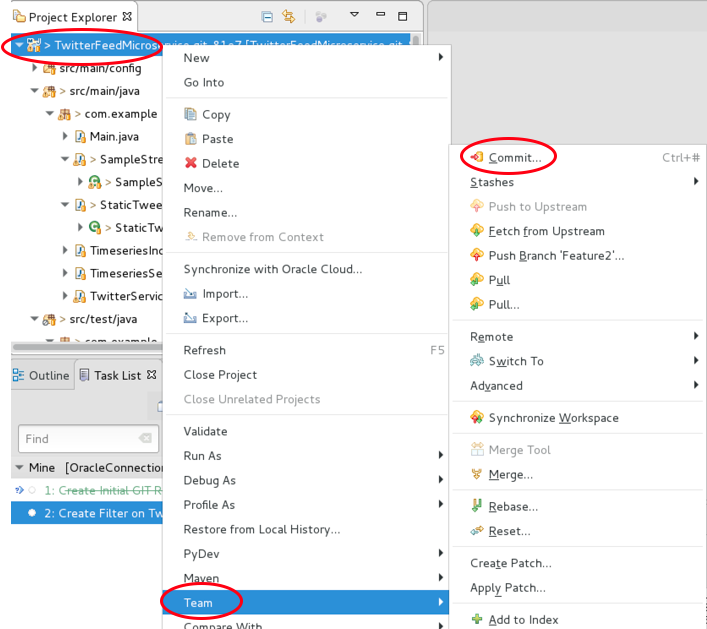 Project Explorer
> TwitterFeedMicroservice.git-81e7 [TwitterFeedMicroservice.git
> src/main/config
> src/main/java
> com.example
Main.java
> SampleStre
> SampleS
> StaticTwee
> StaticTw
TimeseriesInc
TimeseriesSe
TwitterServic
> src/test/java
> com.example
Outline
Task List
Find
Mine [OracleConnection
1: Create Initial GIT R
2: Create Filter on Tw
New
Go Into
Copy
Paste
Delete
Move...
Rename...
Remove from Context
Synchronize with Oracle Cloud...
Import...
Export...
Refresh F5
Close Project
Close Unrelated Projects
Validate
Run As
Debug As
Profile As
Restore from Local History...
PyDev
Maven
Team
Compare With
Commit... Ctrl+#
Stashes
Push to Upstream
Fetch from Upstream
Push Branch 'Feature2'...
Pull
Pull...
Remote
Switch To
Advanced
Synchronize Workspace
Merge Tool
Merge...
Rebase...
Reset...
Create Patch...
Apply Patch...
Add to Index